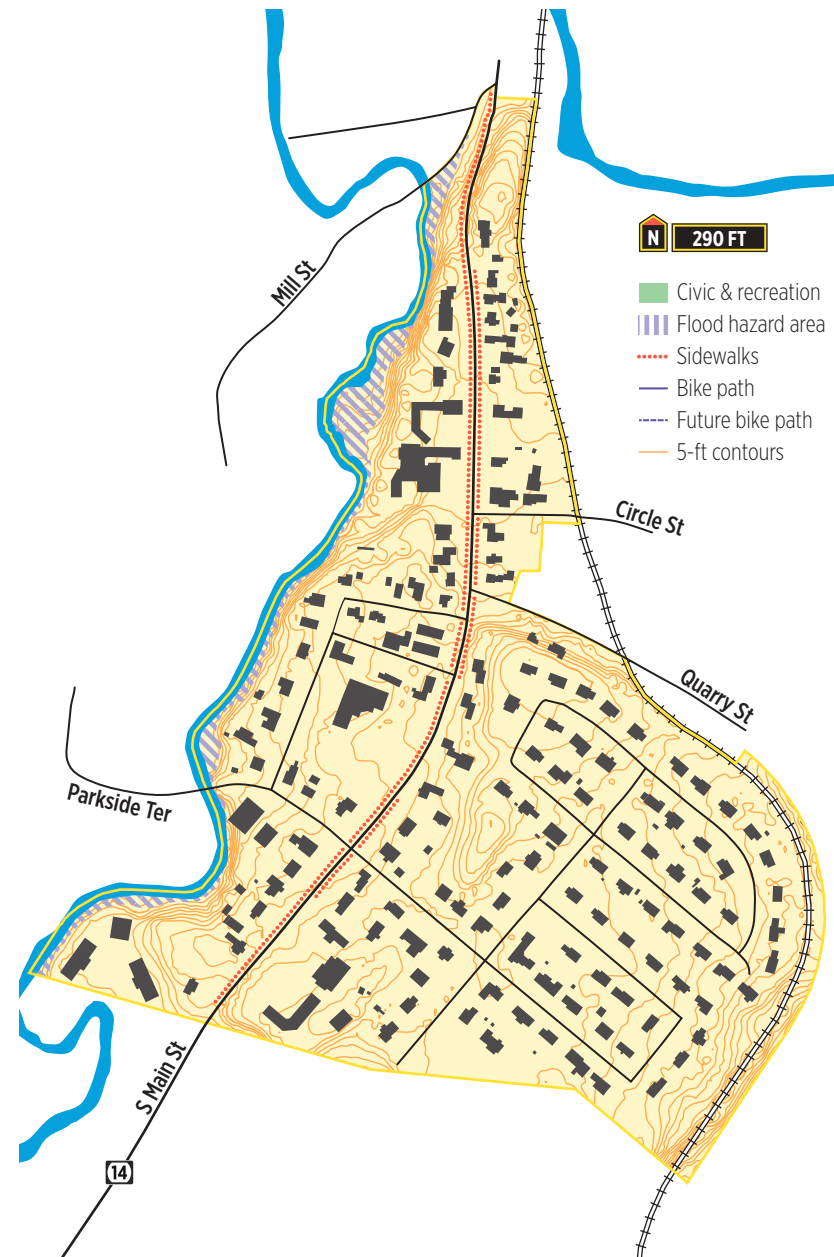 N
290 FT
Civic & recreation
Flood hazard area
Sidewalks
Bike path
Future bike path
5-ft contours
Mill St
Circle St
Quarry St
Parkside Ter
S Main St
14